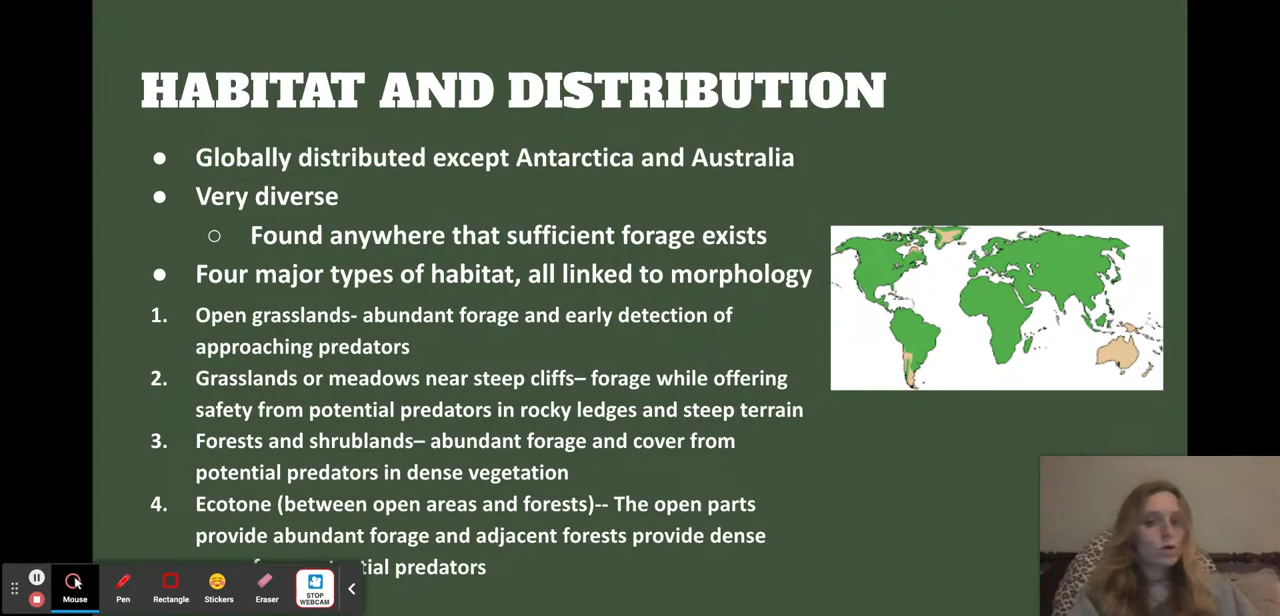 HABITAT AND DISTRIBUTION
● Globally distributed except Antarctica and Australia
● Very diverse
○ Found anywhere that sufficient forage exists
● Four major types of habitat, all linked to morphology
1. Open grasslands- abundant forage and early detection of
approaching predators
2. Grasslands or meadows near steep cliffs– forage while offering
safety from potential predators in rocky ledges and steep terrain
3. Forests and shrublands– abundant forage and cover from
potential predators in dense vegetation
4. Ecotone (between open areas and forests)-- The open parts
provide abundant forage and adjacent forests provide dense
predators
Mouse Pen Rectangle Stickers Eraser STOP
WEBCAM